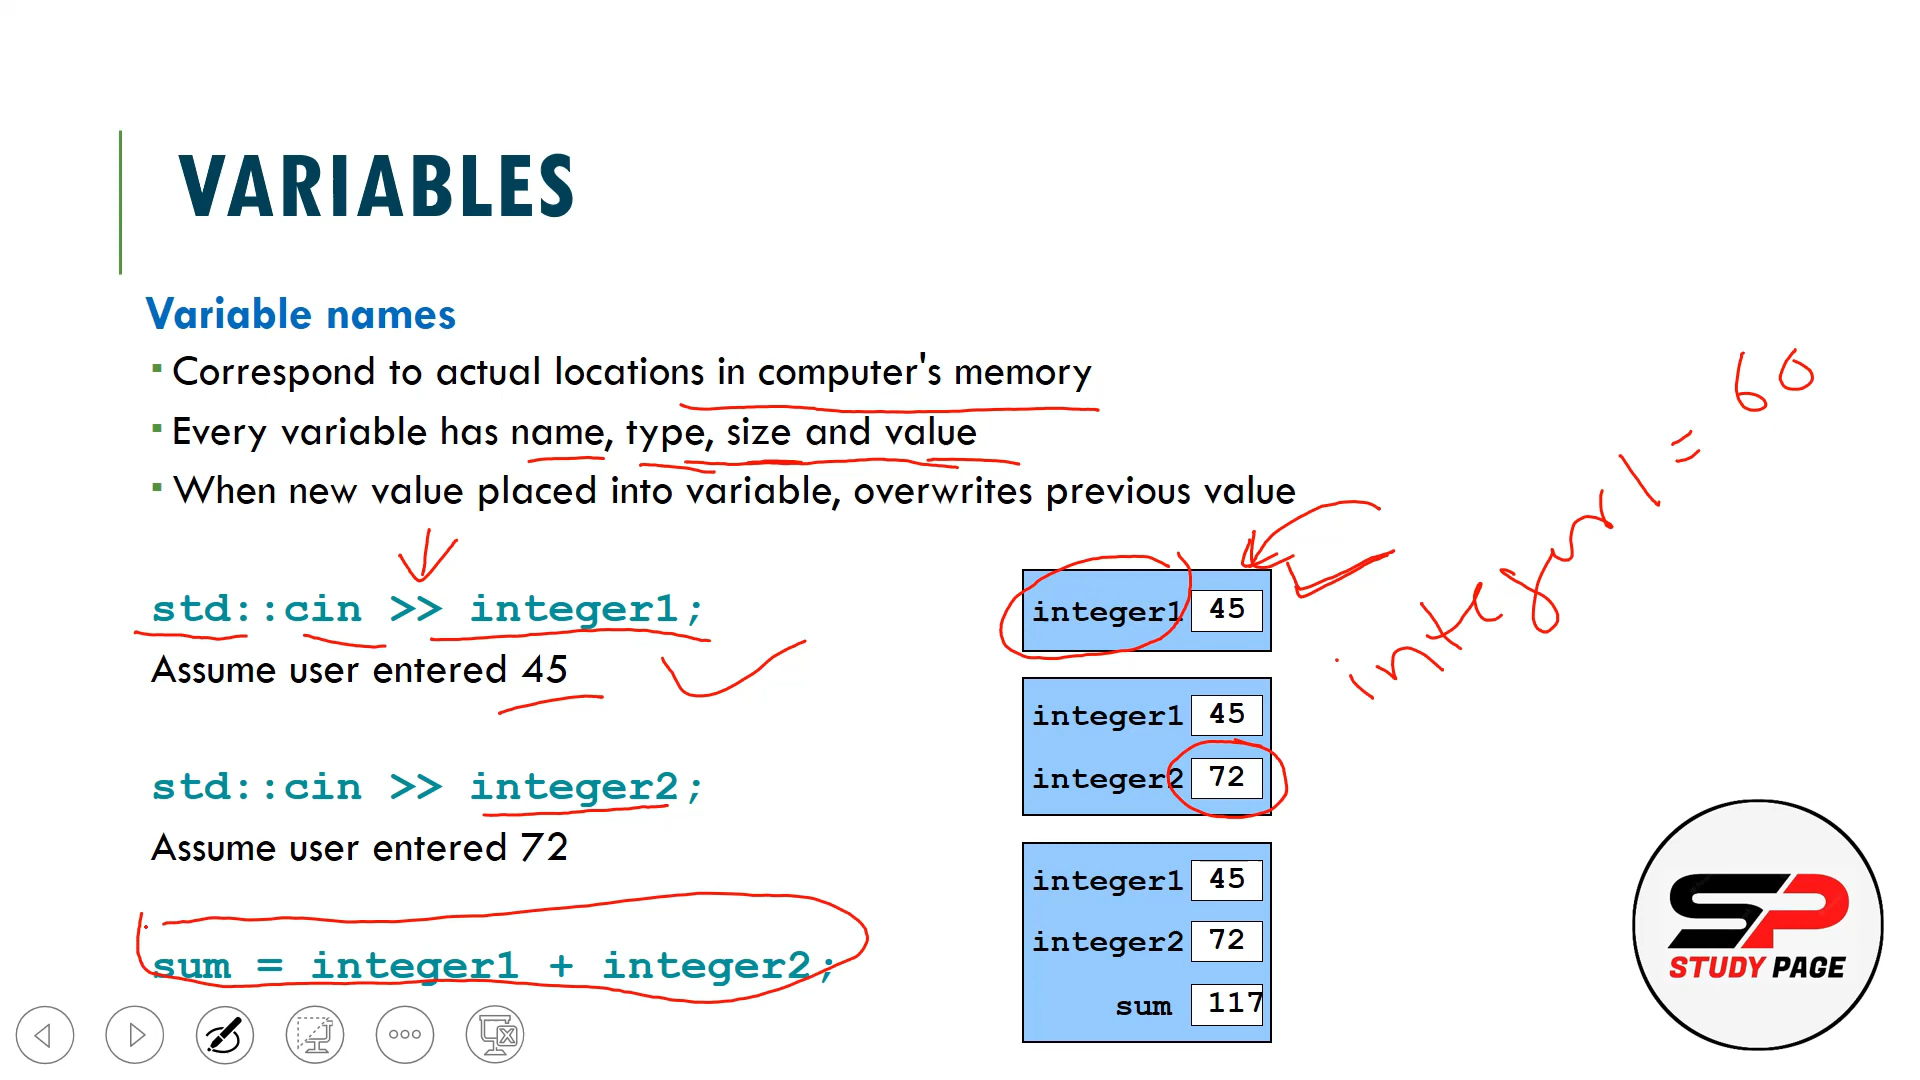 VARIABLES
Variable names
Correspond to actual locations in computer's memory
Every variable has name, type, size and value
When new value placed into variable, overwrites previous value
std::cin >> integer1;
Assume user entered 45
std::cin >> integer2;
Assume user entered 72
sum = integer1 + integer2;
integer1 45
integer1 45
integer2 72
integer1 45
integer2 72
sum 117
integer1 = 60
SP
STUDY PAGE